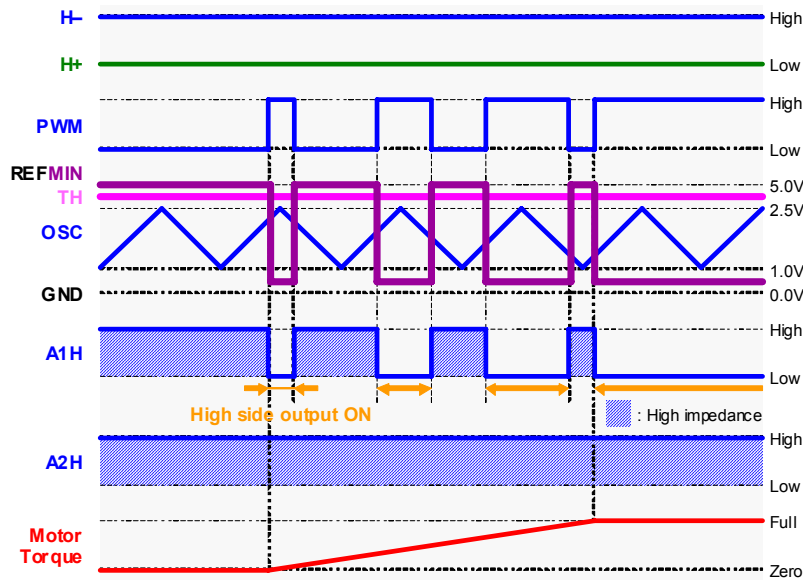 H– High
H+ Low
High
PWM
Low
REFMIN 5.0V
TH
2.5V
OSC
1.0V
GND 0.0V
High
A1H
Low
High side output ON : High impedance
High
A2H
Low
Full
Motor
Torque
Zero